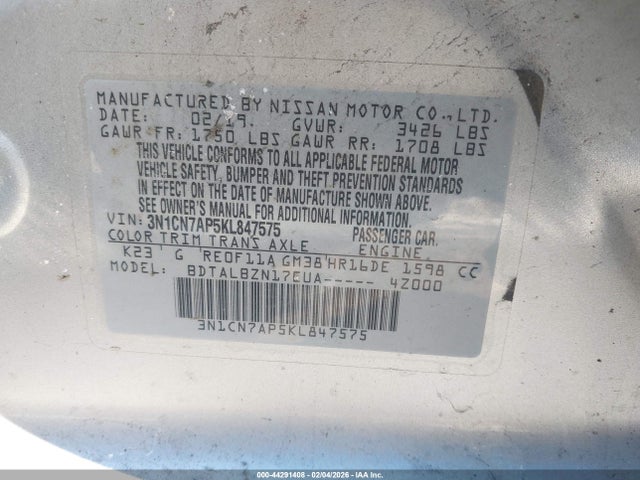 MANUFACTURED BY NISSAN MOTOR CO.,LTD.
DATE: 02/19. GVWR: 3426 LBS
GAWR FR: 1750 LBS GAWR RR: 1708 LBS
THIS VEHICLE CONFORMS TO ALL APPLICABLE FEDERAL MOTOR
VEHICLE SAFETY, BUMPER AND THEFT PREVENTION STANDARDS
IN EFFECT ON THE DATE OF MANUFACTURE SHOWN ABOVE.
SEE OWNER'S MANUAL FOR ADDITIONAL INFORMATION.
VIN: 3N1CN7AP5KL847575 PASSENGER CAR.
COLOR TRIM TRANS AXLE ENGINE.
K23 G RE0F11A GM38 HR16DE 1598 CC
MODEL: BDTALBZN17EUA----- 4Z000
3N1CN7AP5KL847575
000-44291408 - 02/04/2026 - IAAI.com